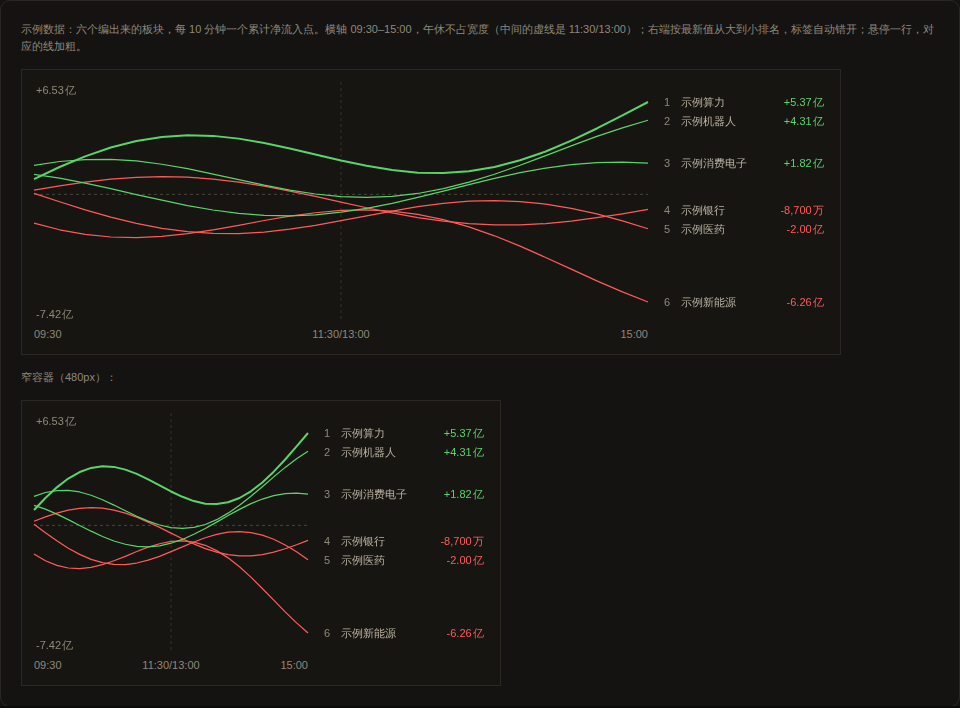 示例数据：六个编出来的板块，每 10 分钟一个累计净流入点。横轴 09:30–15:00，午休不占宽度（中间的虚线是 11:30/13:00）；右端按最新值从大到小排名，标签自动错开；悬停一行，对
应的线加粗。
+6.53亿
1 示例算力 +5.37亿
2 示例机器人 +4.31亿
3 示例消费电子 +1.82亿
4 示例银行 -8,700万
5 示例医药 -2.00亿
6 示例新能源 -6.26亿
-7.42亿
09:30 11:30/13:00 15:00
窄容器（480px）：
+6.53亿
1 示例算力 +5.37亿
2 示例机器人 +4.31亿
3 示例消费电子 +1.82亿
4 示例银行 -8,700万
5 示例医药 -2.00亿
6 示例新能源 -6.26亿
-7.42亿
09:30 11:30/13:00 15:00